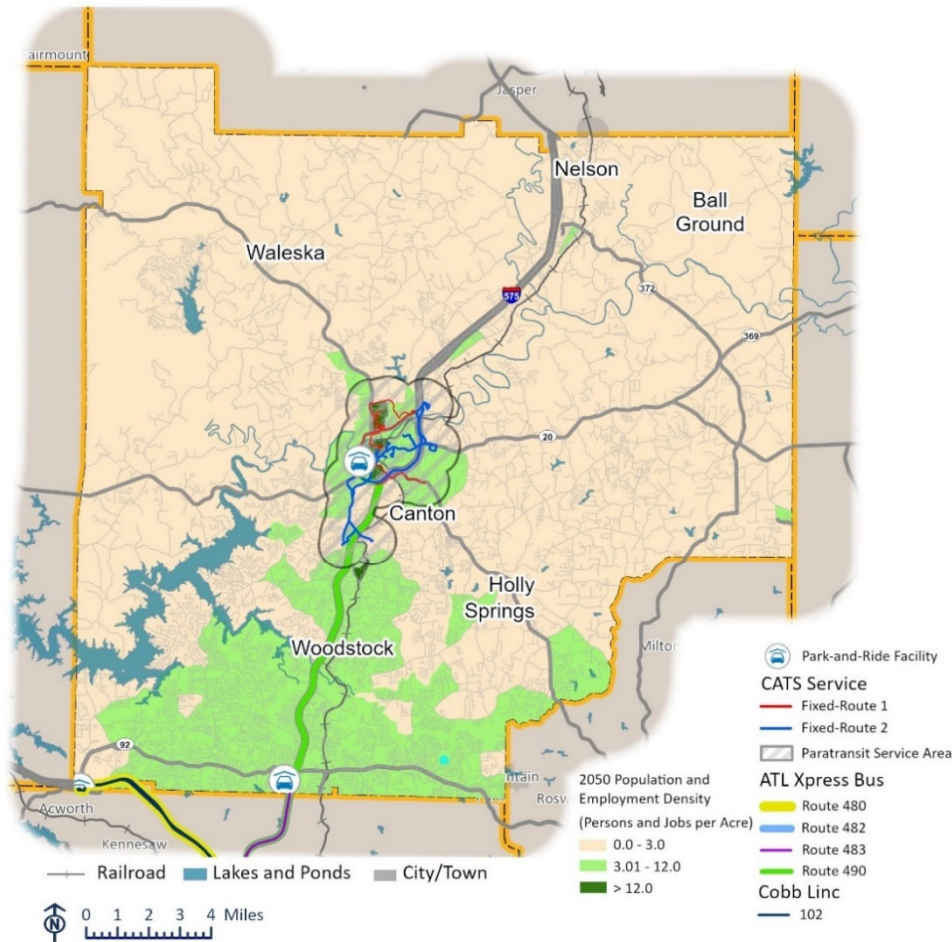 airmount
Jasper
Nelson
Ball
Ground
Waleska
575
372
369
20
Canton
Holly
Springs
Woodstock
Milton
92
Acworth
Kennesaw
ntain
Rosw
Park-and-Ride Facility
CATS Service
Fixed-Route 1
Fixed-Route 2
Paratransit Service Area
ATL Xpress Bus
Route 480
Route 482
Route 483
Route 490
Cobb Linc
102
2050 Population and
Employment Density
(Persons and Jobs per Acre)
0.0 - 3.0
3.01 - 12.0
> 12.0
Railroad
Lakes and Ponds
City/Town
N
0 1 2 3 4 Miles